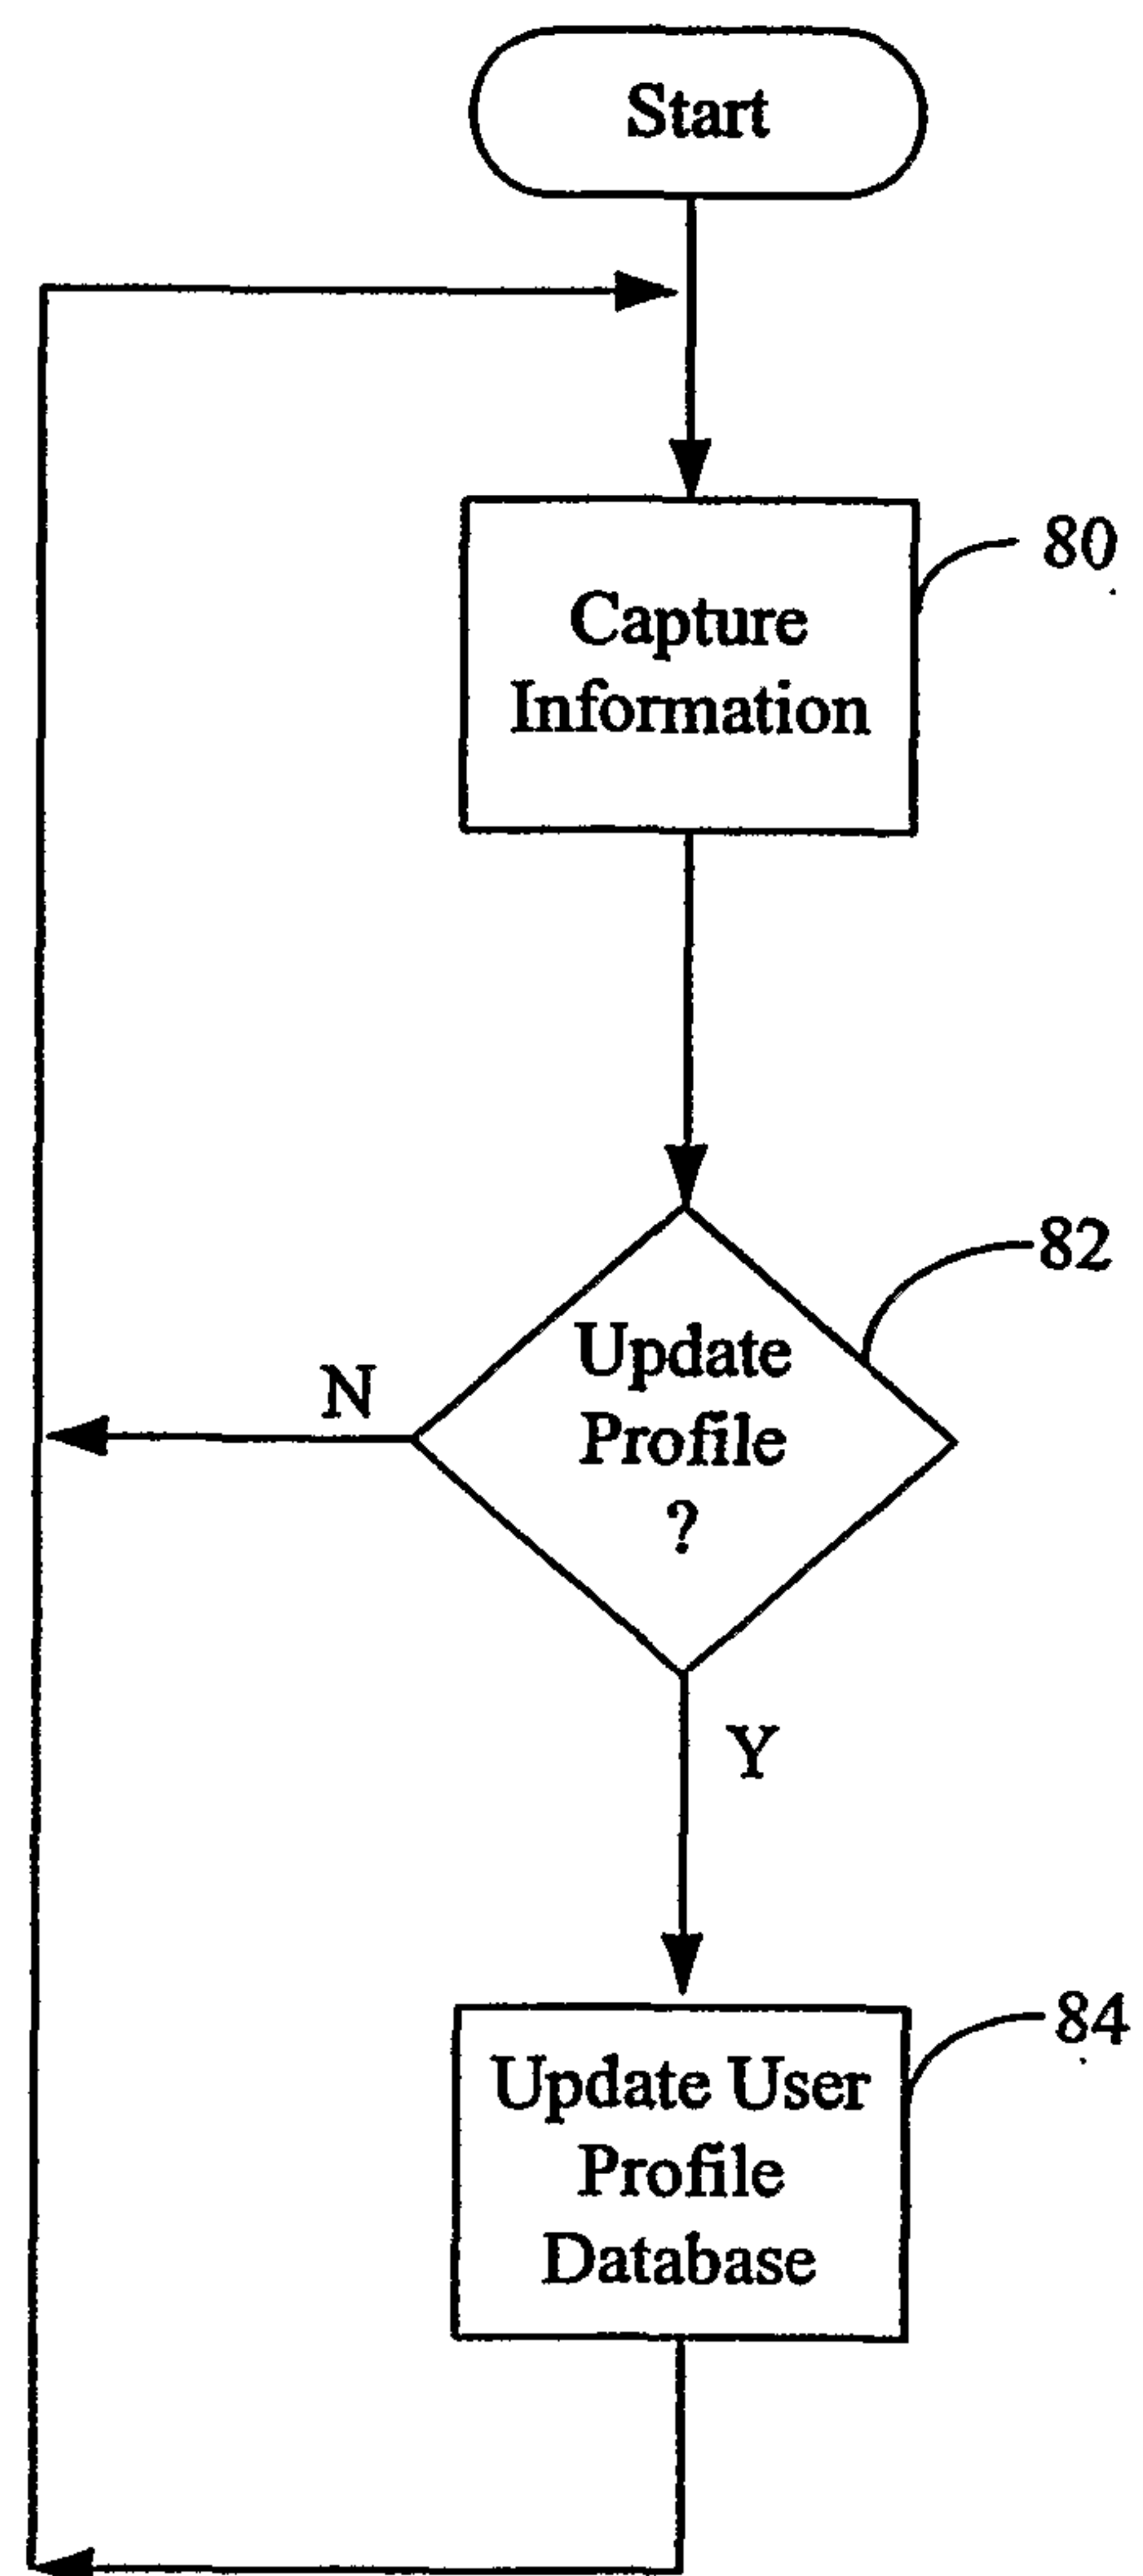 Start
80
Capture
Information
82
Update
Profile
?
N
Y
84
Update User
Profile
Database